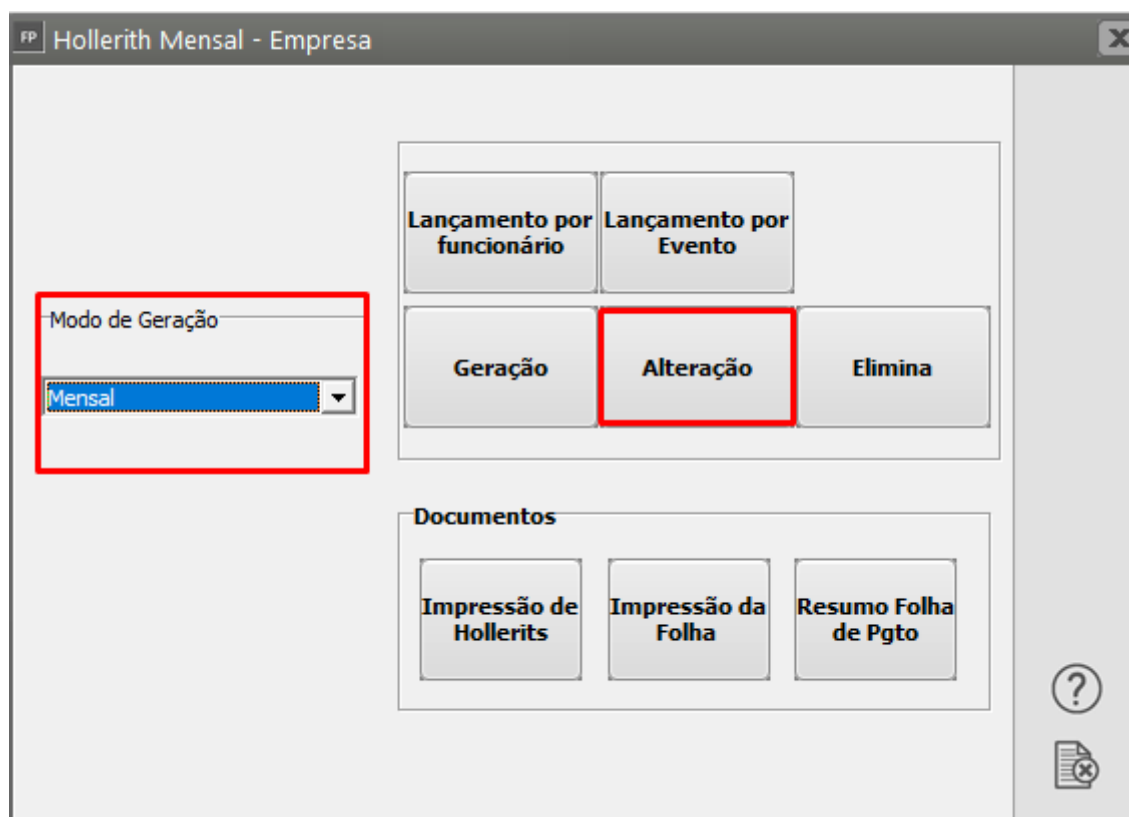 FP Hollerith Mensal - Empresa
Lançamento por
funcionário
Lançamento por
Evento
Modo de Geração
Mensal
Geração
Alteração
Elimina
Documentos
Impressão de
Hollerits
Impressão da
Folha
Resumo Folha
de Pgto